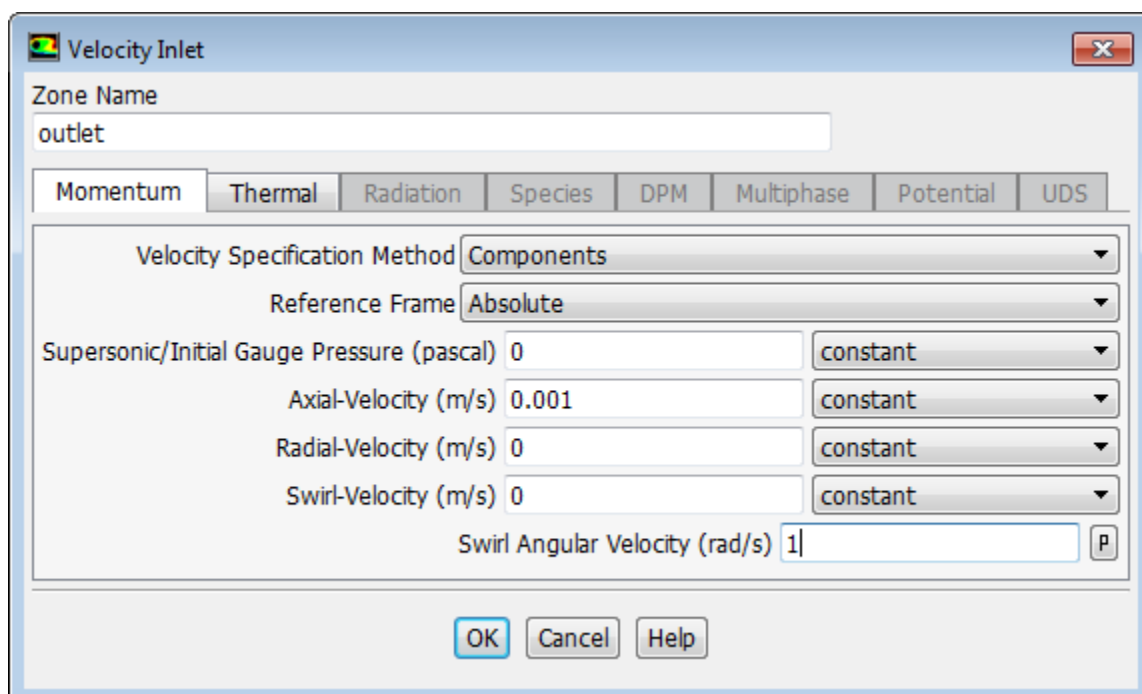 Velocity Inlet
Zone Name
outlet
Momentum Thermal Radiation Species DPM Multiphase Potential UDS
Velocity Specification Method Components
Reference Frame Absolute
Supersonic/Initial Gauge Pressure (pascal) 0 constant
Axial-Velocity (m/s) 0.001 constant
Radial-Velocity (m/s) 0 constant
Swirl-Velocity (m/s) 0 constant
Swirl Angular Velocity (rad/s) 1 P
OK Cancel Help